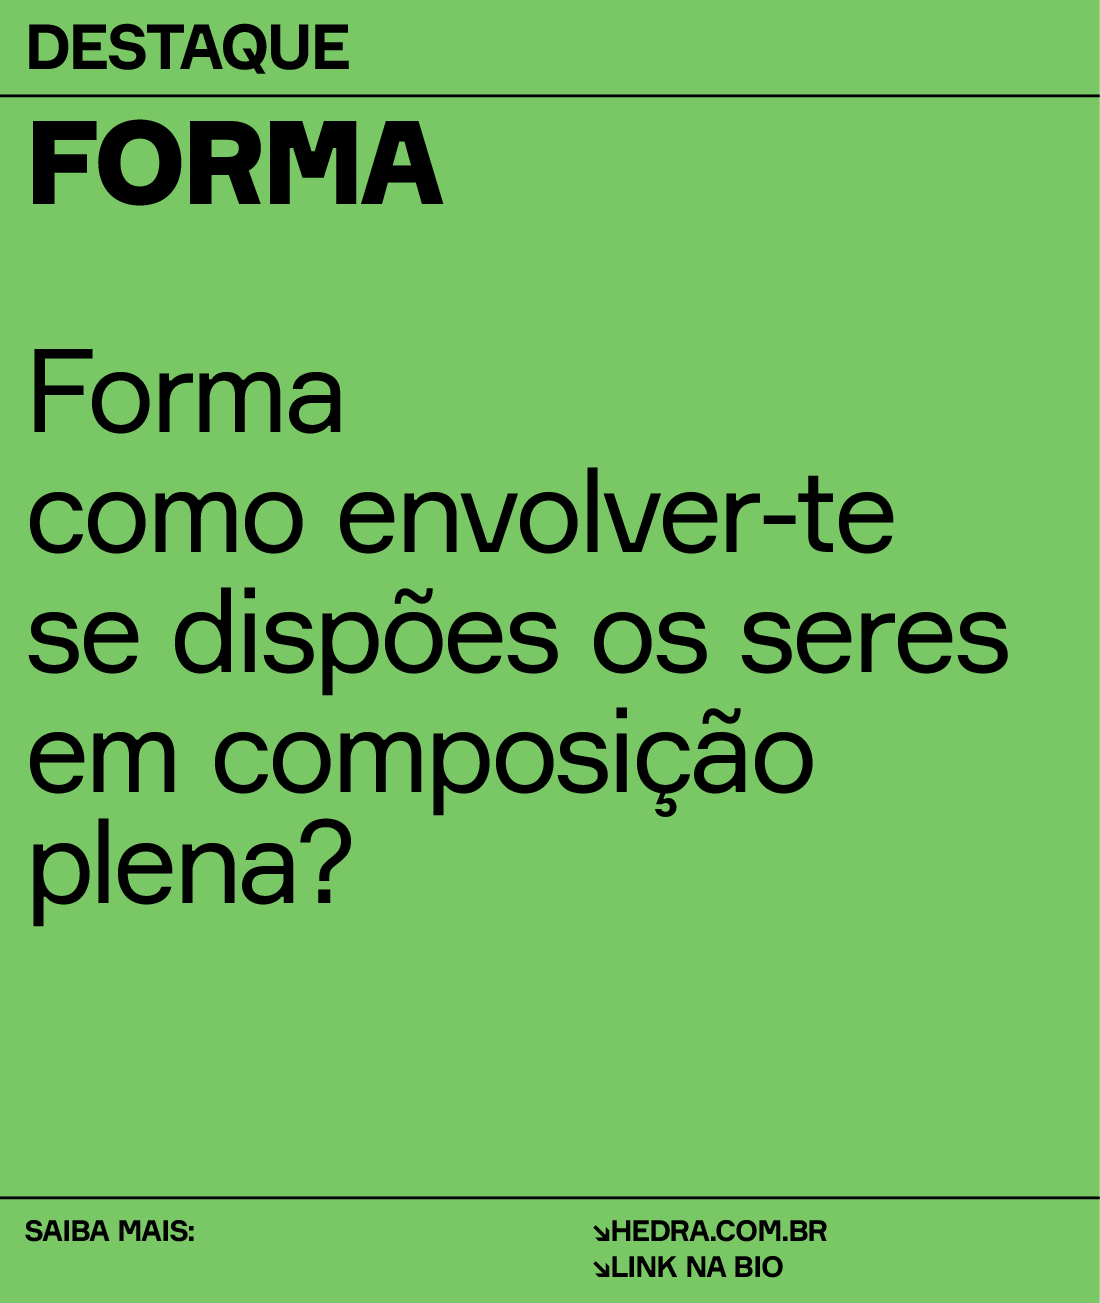 DESTAQUE
FORMA
Forma
como envolver-te
se dispões os seres
em composição
plena?
SAIBA MAIS:
↘HEDRA.COM.BR
↘LINK NA BIO